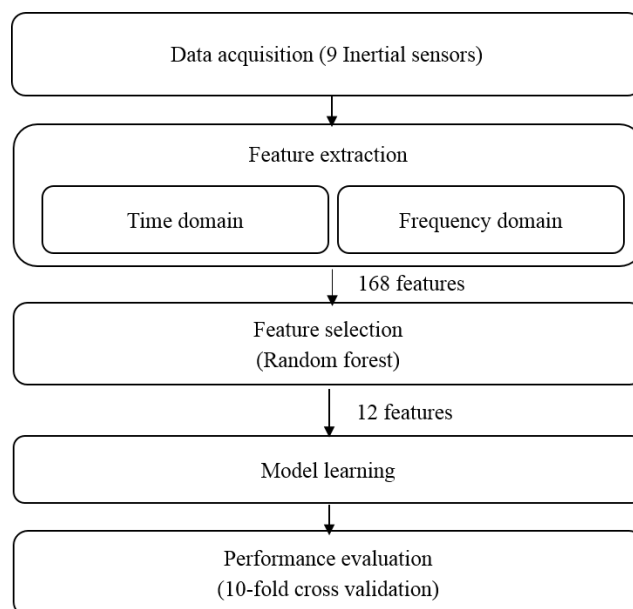 Data acquisition (9 Inertial sensors)
Feature extraction
Time domain
Frequency domain
168 features
Feature selection
(Random forest)
12 features
Model learning
Performance evaluation
(10-fold cross validation)